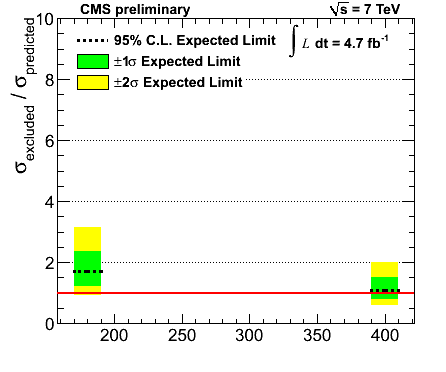 CMS preliminary √s = 7 TeV
σexcluded / σpredicted
95% C.L. Expected Limit ∫ L dt = 4.7 fb⁻¹
±1σ Expected Limit
±2σ Expected Limit
10
8
6
4
2
0
200 250 300 350 400